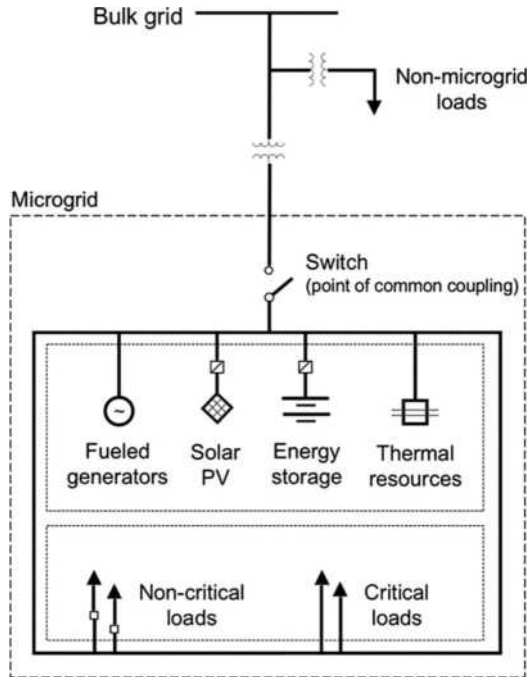 Bulk grid
Non-microgrid
loads
Microgrid
Switch
(point of common coupling)
~
Fueled
generators
Solar
PV
Energy
storage
Thermal
resources
Non-critical
loads
Critical
loads